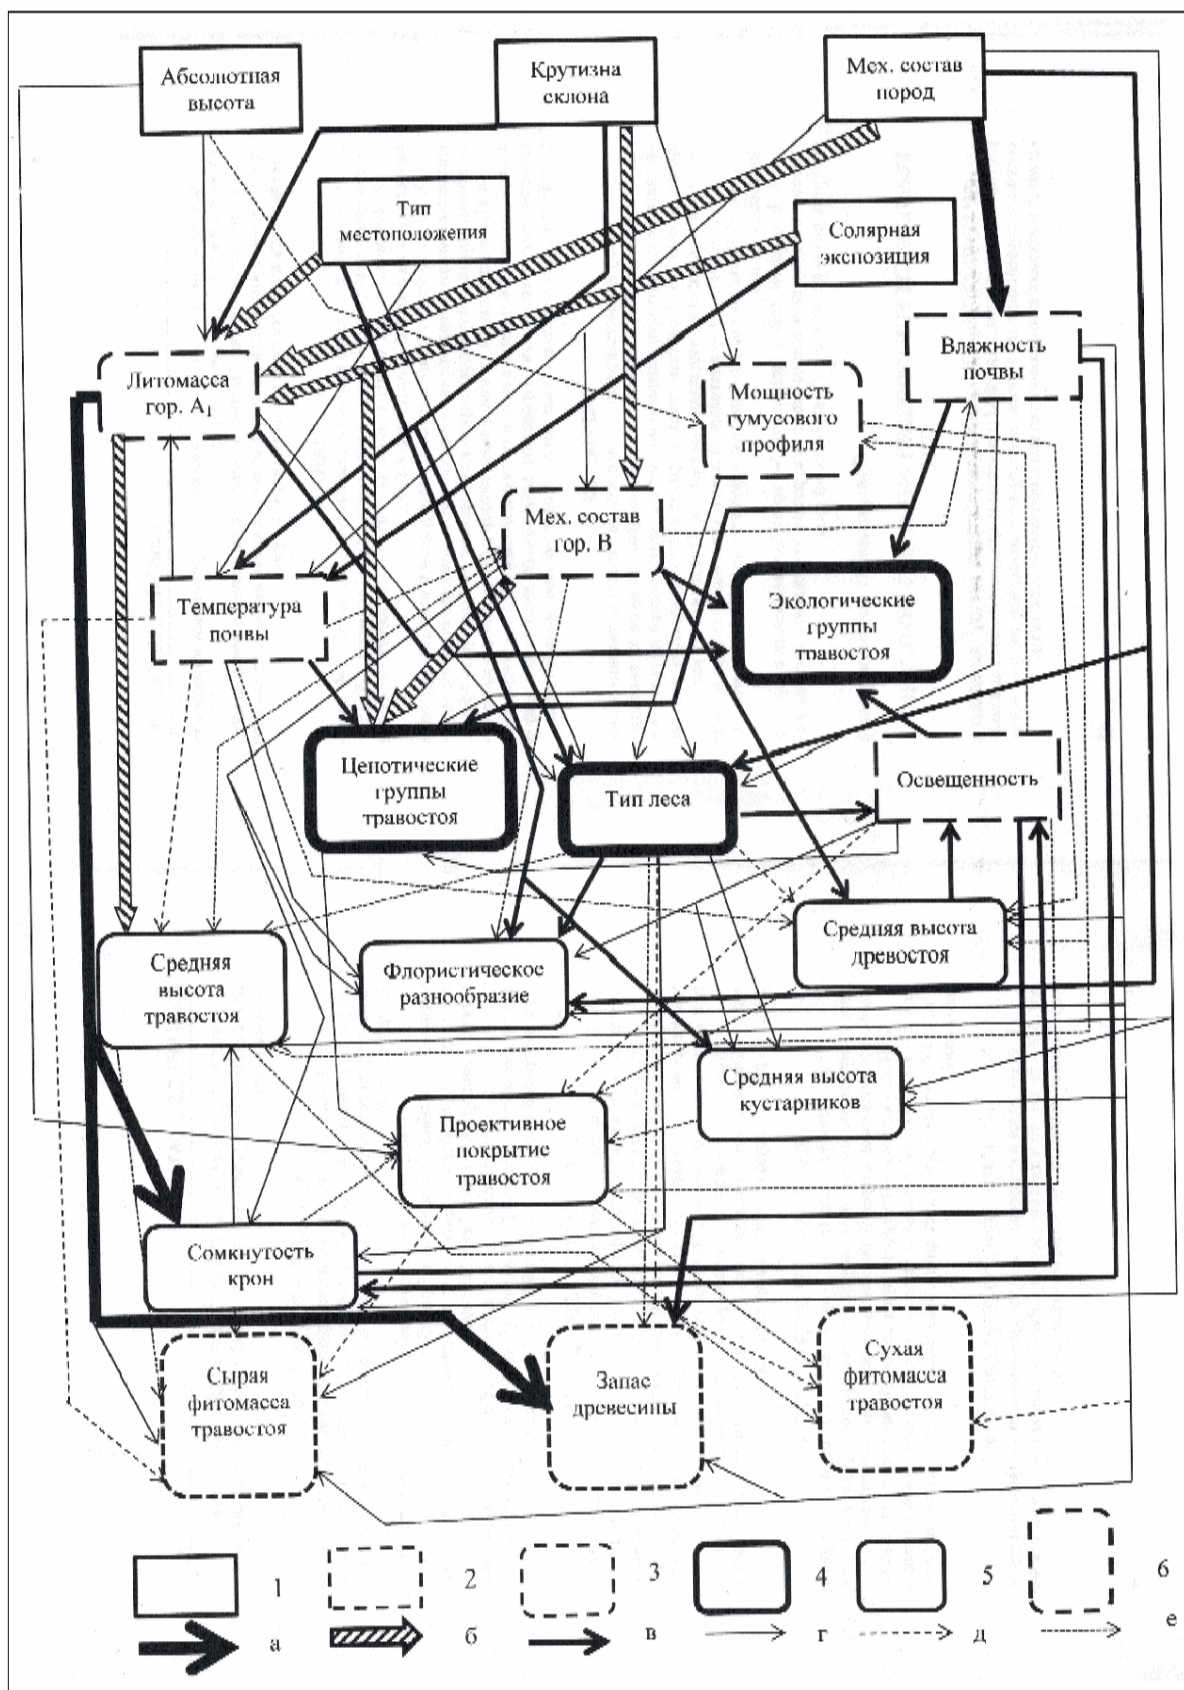 Абсолютная
высота
Крутизна
склона
Мех. состав
пород
Тип
местоположения
Солярная
экспозиция
Литомасса
гор. А1
Влажность
почвы
Мощность
гумусового
профиля
Мех. состав
гор. В
Температура
почвы
Экологические
группы
травостоя
Ценотические
группы
травостоя
Тип леса
Освещенность
Средняя
высота
травостоя
Флористическое
разнообразие
Средняя высота
древостоя
Средняя высота
кустарников
Проективное
покрытие
травостоя
Сомкнутость
крон
Сырая
фитомасса
травостоя
Запас
древесины
Сухая
фитомасса
травостоя
1
2
3
4
5
6
а
б
в
г
д
е